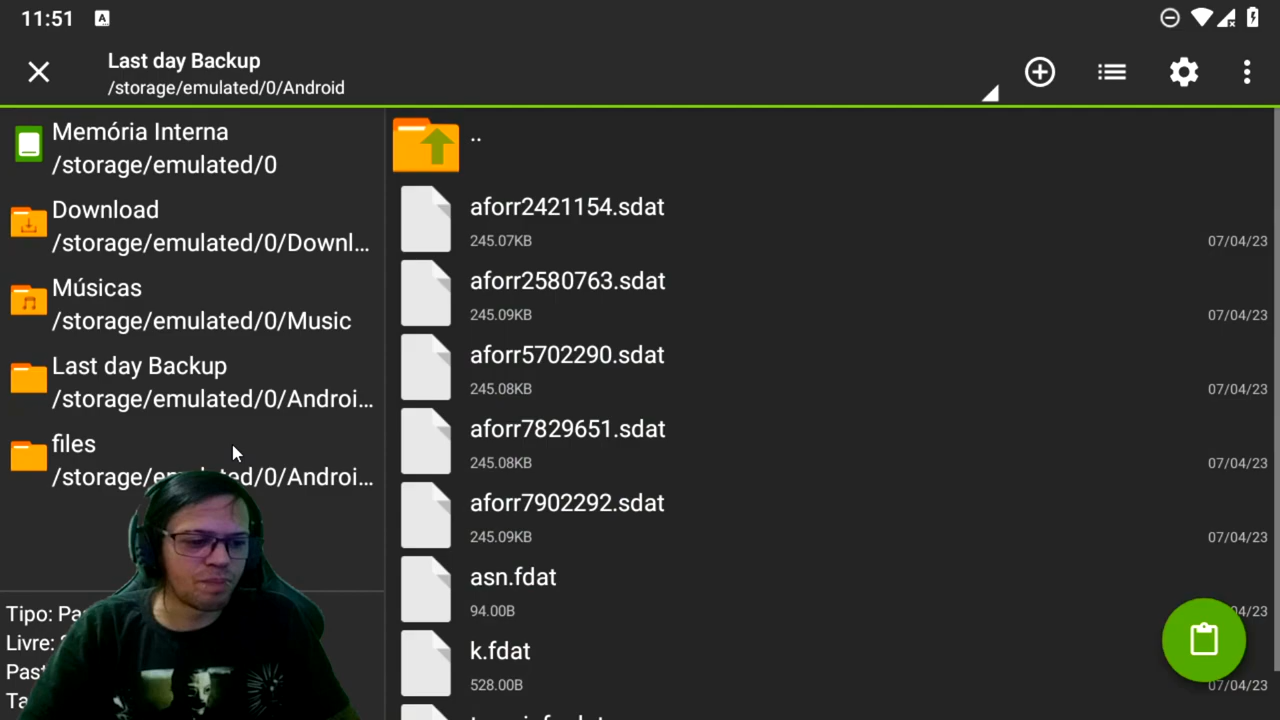 11:51
Last day Backup
/storage/emulated/0/Android
Memória Interna
/storage/emulated/0
Download
/storage/emulated/0/Downl...
Músicas
/storage/emulated/0/Music
Last day Backup
/storage/emulated/0/Androi...
files
/storage/emulated/0/Androi...
Tipo:
Livre:
..
aforr2421154.sdat
245.07KB
07/04/23
aforr2580763.sdat
245.09KB
07/04/23
aforr5702290.sdat
245.08KB
07/04/23
aforr7829651.sdat
245.08KB
07/04/23
aforr7902292.sdat
245.09KB
07/04/23
asn.fdat
94.00B
k.fdat
528.00B
07/04/23